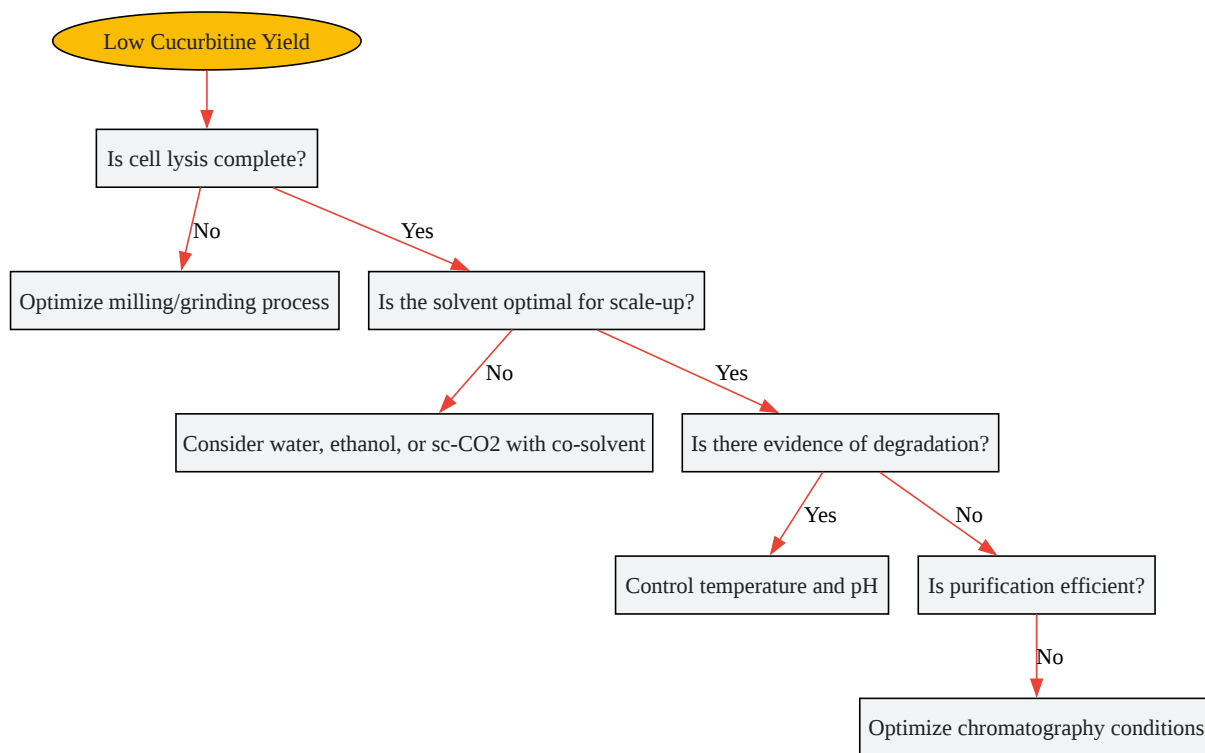 Low Cucurbitine Yield
Is cell lysis complete?
No
Yes
Optimize milling/grinding process
Is the solvent optimal for scale-up?
No
Yes
Consider water, ethanol, or sc-CO2 with co-solvent
Is there evidence of degradation?
Yes
No
Control temperature and pH
Is purification efficient?
No
Optimize chromatography conditions